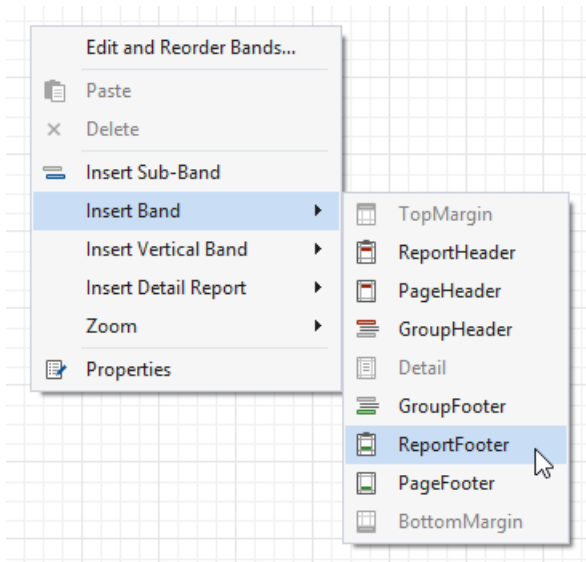 Edit and Reorder Bands...
Paste
Delete
Insert Sub-Band
Insert Band
Insert Vertical Band
Insert Detail Report
Zoom
Properties
TopMargin
ReportHeader
PageHeader
GroupHeader
Detail
GroupFooter
ReportFooter
PageFooter
BottomMargin